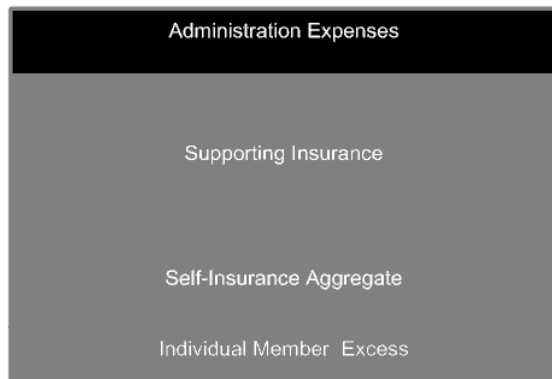 Administration Expenses
Supporting Insurance
Self-Insurance Aggregate
Individual Member Excess